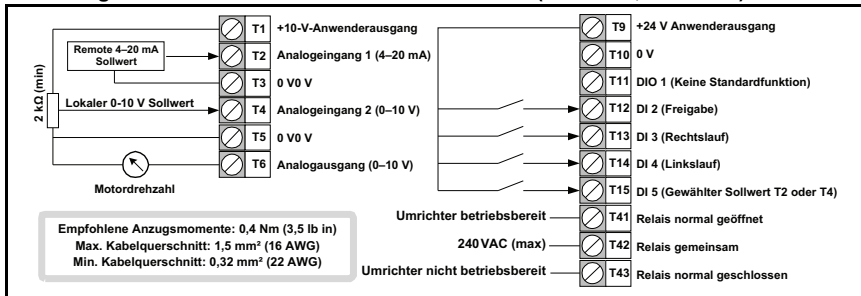 T1 +10-V-Anwenderausgang
Remote 4–20 mA
Sollwert
T2 Analogeingang 1 (4–20 mA)
T3 0 V0 V
2 kΩ (min)
Lokaler 0-10 V Sollwert
T4 Analogeingang 2 (0–10 V)
T5 0 V0 V
T6 Analogausgang (0–10 V)
Motordrehzahl
Empfohlene Anzugsmomente: 0,4 Nm (3,5 lb in)
Max. Kabelquerschnitt: 1,5 mm² (16 AWG)
Min. Kabelquerschnitt: 0,32 mm² (22 AWG)
T9 +24 V Anwenderausgang
T10 0 V
T11 DIO 1 (Keine Standardfunktion)
T12 DI 2 (Freigabe)
T13 DI 3 (Rechtslauf)
T14 DI 4 (Linkslauf)
T15 DI 5 (Gewählter Sollwert T2 oder T4)
Umrichter betriebsbereit T41 Relais normal geöffnet
240 VAC (max) T42 Relais gemeinsam
Umrichter nicht betriebsbereit T43 Relais normal geschlossen